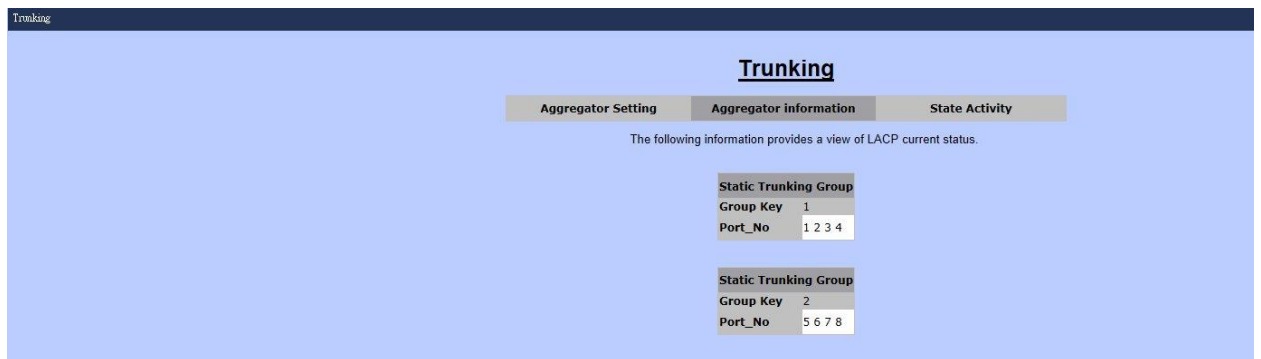 Trunking
Trunking
Aggregator Setting Aggregator information State Activity
The following information provides a view of LACP current status.
Static Trunking Group
Group Key 1
Port_No 1 2 3 4
Static Trunking Group
Group Key 2
Port_No 5 6 7 8